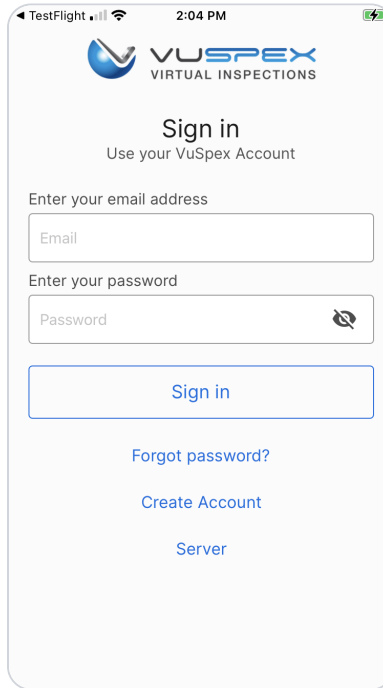 ◀ TestFlight
2:04 PM
VUSPEX
VIRTUAL INSPECTIONS
Sign in
Use your VuSpex Account
Enter your email address
Email
Enter your password
Password
Sign in
Forgot password?
Create Account
Server